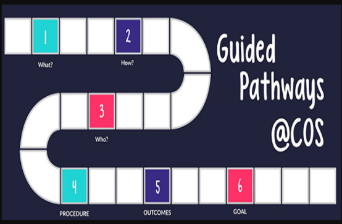 1
2
What?
How?
Guided
Pathways
@COS
3
Who?
4
5
6
PROCEDURE
OUTCOMES
GOAL